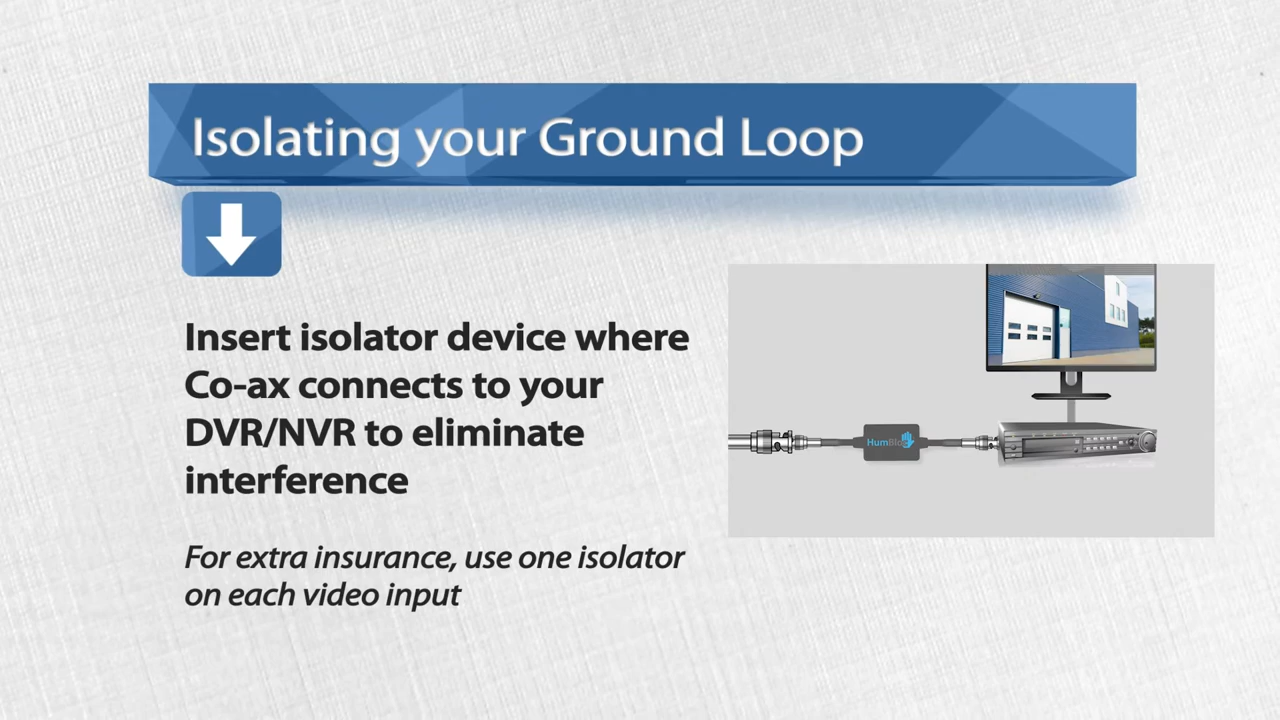 Isolating your Ground Loop
Insert isolator device where
Co-ax connects to your
DVR/NVR to eliminate
interference
For extra insurance, use one isolator
on each video input